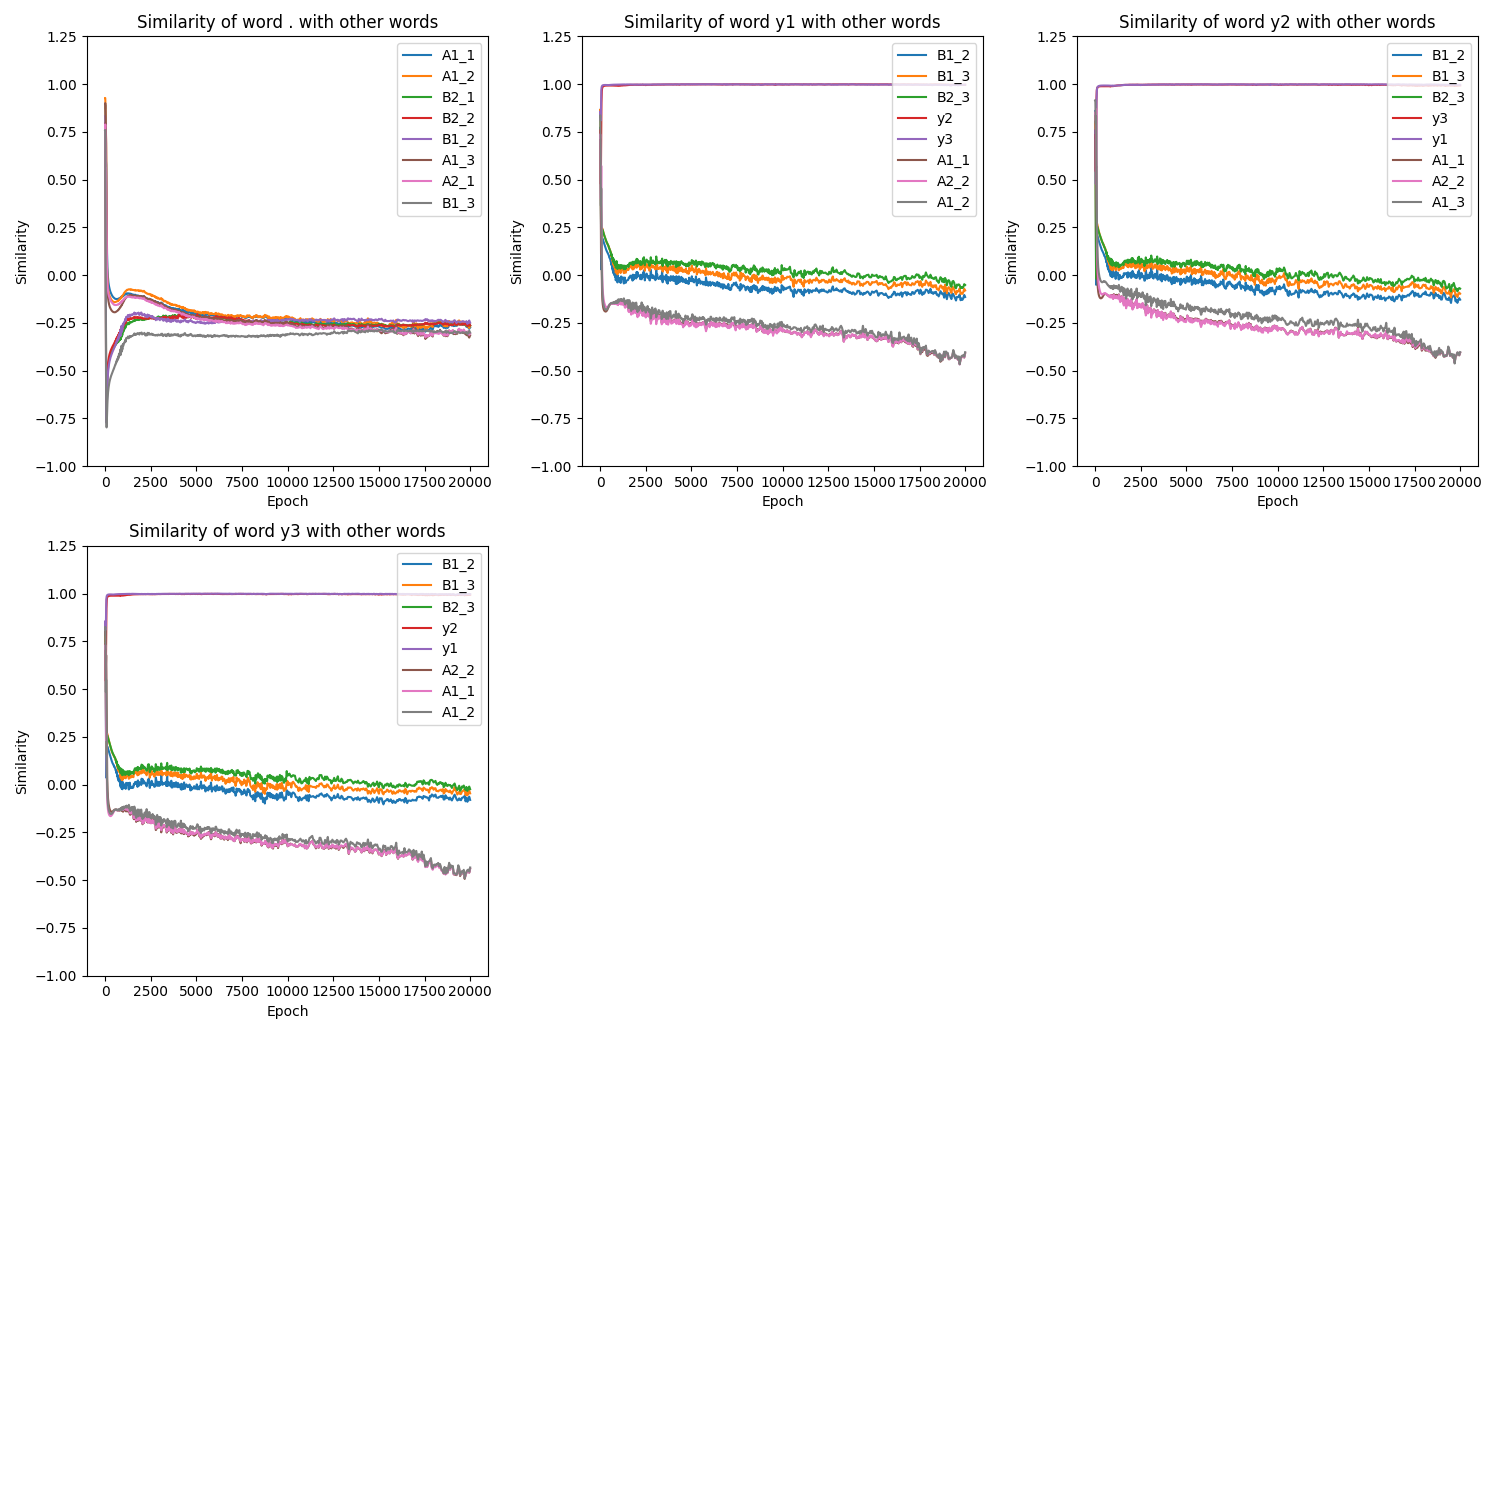 Similarity of word . with other words
Similarity
1.25
1.00
0.75
0.50
0.25
0.00
−0.25
−0.50
−0.75
−1.00
A1_1
A1_2
B2_1
B2_2
B1_2
A1_3
A2_1
B1_3
0 2500 5000 7500 10000 12500 15000 17500 20000
Epoch
Similarity of word y1 with other words
Similarity
1.25
1.00
0.75
0.50
0.25
0.00
−0.25
−0.50
−0.75
−1.00
B1_2
B1_3
B2_3
y2
y3
A1_1
A2_2
A1_2
0 2500 5000 7500 10000 12500 15000 17500 20000
Epoch
Similarity of word y2 with other words
Similarity
1.25
1.00
0.75
0.50
0.25
0.00
−0.25
−0.50
−0.75
−1.00
B1_2
B1_3
B2_3
y3
y1
A1_1
A2_2
A1_3
0 2500 5000 7500 10000 12500 15000 17500 20000
Epoch
Similarity of word y3 with other words
Similarity
1.25
1.00
0.75
0.50
0.25
0.00
−0.25
−0.50
−0.75
−1.00
B1_2
B1_3
B2_3
y2
y1
A2_2
A1_1
A1_2
0 2500 5000 7500 10000 12500 15000 17500 20000
Epoch